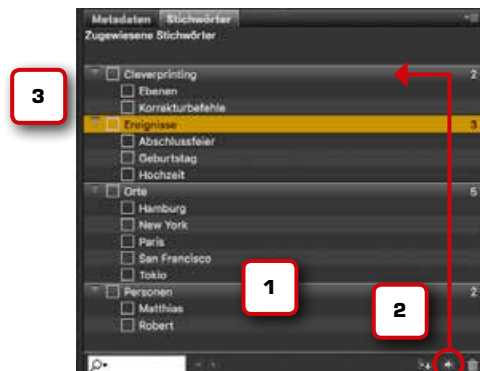 Metadaten Stichwörter
Zugewiesene Stichwörter
Cleverprinting 2
Ebenen
Korrekturbefehle
Ereignisse 3
Abschlussfeier
Geburtstag
Hochzeit
Orte 5
Hamburg
New York
Paris
San Francisco
Tokio
Personen 2
Matthias
Robert
3
1
2